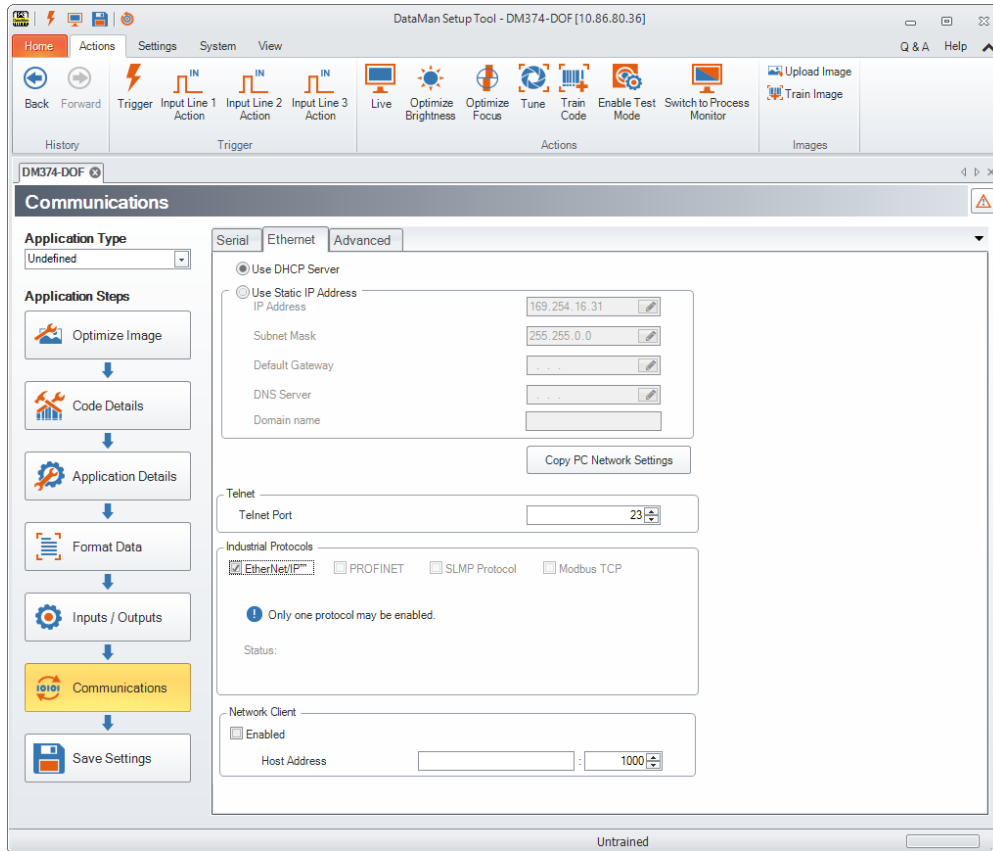 DataMan Setup Tool - DM374-DOF [10.86.80.36]
Home Actions Settings System View Q & A Help
Back Forward Trigger Input Line 1 Action Input Line 2 Action Input Line 3 Action Live Optimize Brightness Optimize Focus Tune Train Code Enable Test Mode Switch to Process Monitor
IN IN IN
Upload Image
Train Image
History Trigger Actions Images
DM374-DOF
Communications
Application Type
Undefined
Application Steps
Optimize Image
Code Details
Application Details
Format Data
Inputs / Outputs
Communications
Save Settings
Serial Ethernet Advanced
Use DHCP Server
Use Static IP Address
IP Address 169.254.16.31
Subnet Mask 255.255.0.0
Default Gateway . . .
DNS Server . . .
Domain name
Copy PC Network Settings
Telnet
Telnet Port 23
Industrial Protocols
EtherNet/IP™ PROFINET SLMP Protocol Modbus TCP
Only one protocol may be enabled.
Status:
Network Client
Enabled
Host Address : 1000
Untrained